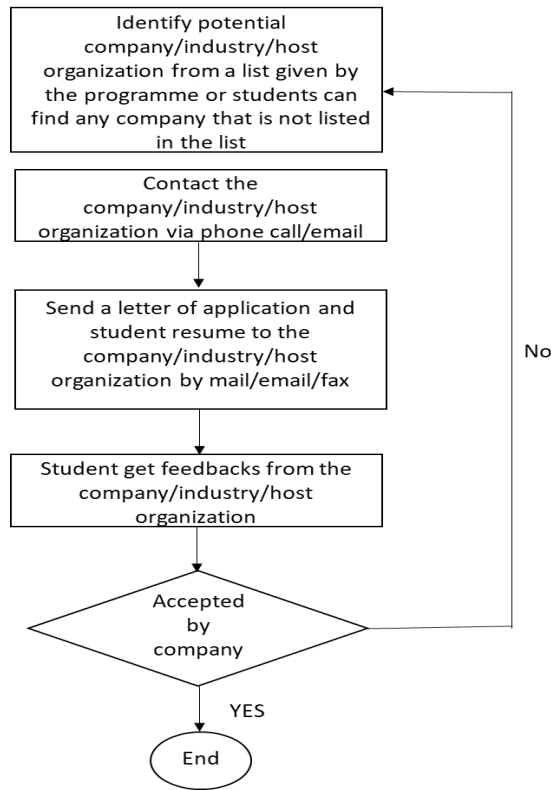 Identify potential
company/industry/host
organization from a list given by
the programme or students can
find any company that is not listed
in the list
Contact the
company/industry/host
organization via phone call/email
Send a letter of application and
student resume to the
company/industry/host
organization by mail/email/fax
No
Student get feedbacks from the
company/industry/host
organization
Accepted
by
company
YES
End